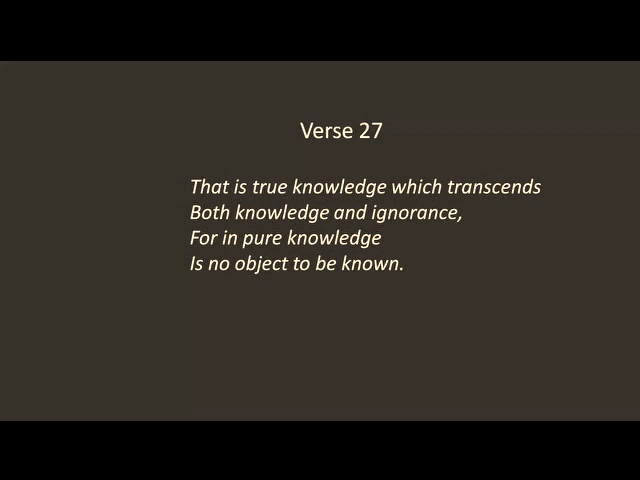 Verse 27
That is true knowledge which transcends
Both knowledge and ignorance,
For in pure knowledge
Is no object to be known.